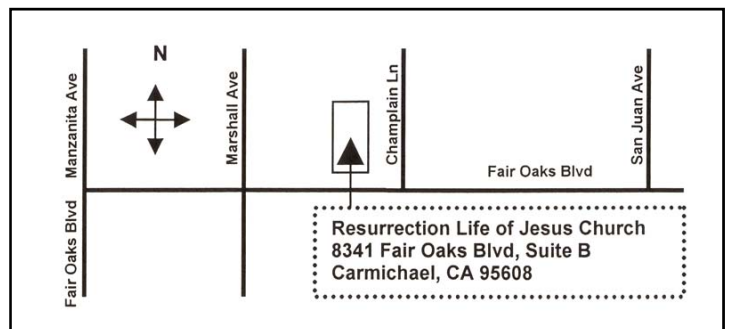 N
Manzanita Ave
Marshall Ave
Champlain Ln
San Juan Ave
Fair Oaks Blvd
Fair Oaks Blvd
Resurrection Life of Jesus Church
8341 Fair Oaks Blvd, Suite B
Carmichael, CA 95608